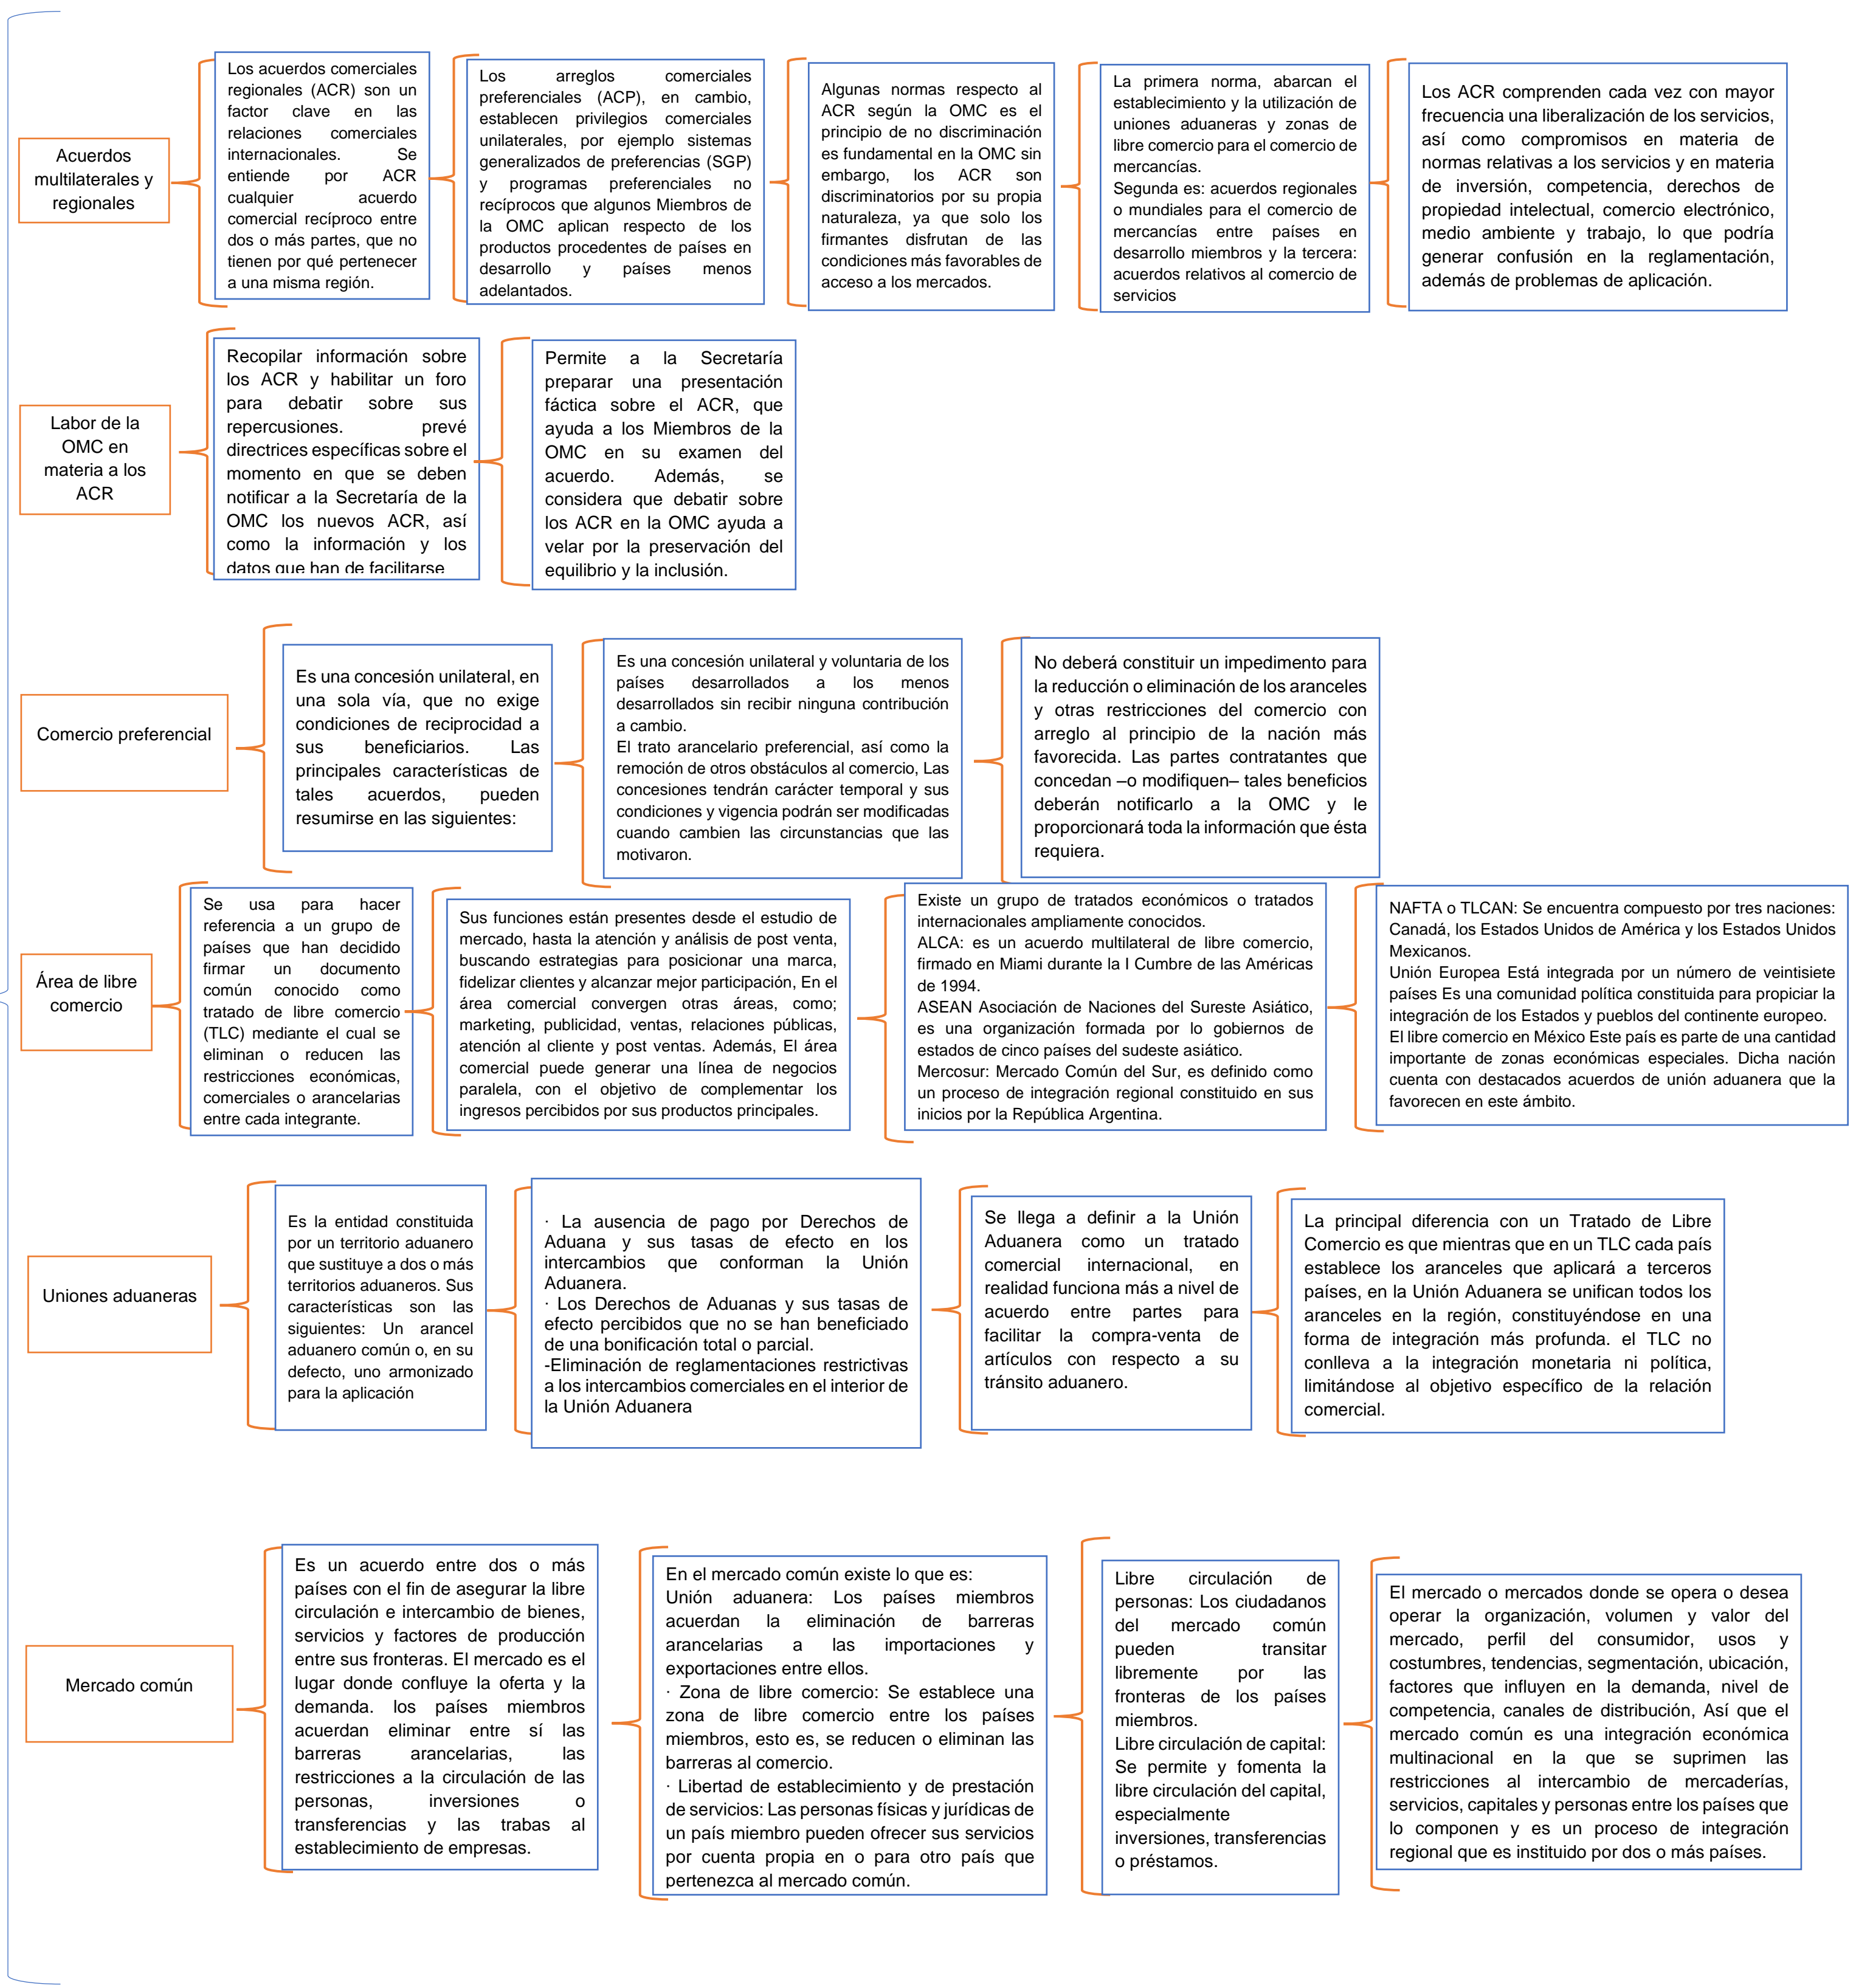 Acuerdos
multilaterales y
regionales
Los acuerdos comerciales
regionales (ACR) son un
factor clave en las
relaciones comerciales
internacionales. Se
entiende por ACR
cualquier acuerdo
comercial recíproco entre
dos o más partes, que no
tienen por qué pertenecer
a una misma región.
Los arreglos comerciales
preferenciales (ACP), en cambio,
establecen privilegios comerciales
unilaterales, por ejemplo sistemas
generalizados de preferencias (SGP)
y programas preferenciales no
recíprocos que algunos Miembros de
la OMC aplican respecto de los
productos procedentes de países en
desarrollo y países menos
adelantados.
Algunas normas respecto al
ACR según la OMC es el
principio de no discriminación
es fundamental en la OMC sin
embargo, los ACR son
discriminatorios por su propia
naturaleza, ya que solo los
firmantes disfrutan de las
condiciones más favorables de
acceso a los mercados.
La primera norma, abarcan el
establecimiento y la utilización de
uniones aduaneras y zonas de
libre comercio para el comercio de
mercancías.
Segunda es: acuerdos regionales
o mundiales para el comercio de
mercancías entre países en
desarrollo miembros y la tercera:
acuerdos relativos al comercio de
servicios
Los ACR comprenden cada vez con mayor
frecuencia una liberalización de los servicios,
así como compromisos en materia de
normas relativas a los servicios y en materia
de inversión, competencia, derechos de
propiedad intelectual, comercio electrónico,
medio ambiente y trabajo, lo que podría
generar confusión en la reglamentación,
además de problemas de aplicación.
Labor de la
OMC en
materia a los
ACR
Recopilar información sobre
los ACR y habilitar un foro
para debatir sobre sus
repercusiones. prevé
directrices específicas sobre el
momento en que se deben
notificar a la Secretaría de la
OMC los nuevos ACR, así
como la información y los
datos que han de facilitarse
Permite a la Secretaría
preparar una presentación
fáctica sobre el ACR, que
ayuda a los Miembros de la
OMC en su examen del
acuerdo. Además, se
considera que debatir sobre
los ACR en la OMC ayuda a
velar por la preservación del
equilibrio y la inclusión.
Comercio preferencial
Es una concesión unilateral, en
una sola vía, que no exige
condiciones de reciprocidad a
sus beneficiarios. Las
principales características de
tales acuerdos, pueden
resumirse en las siguientes:
Es una concesión unilateral y voluntaria de los
países desarrollados a los menos
desarrollados sin recibir ninguna contribución
a cambio.
El trato arancelario preferencial, así como la
remoción de otros obstáculos al comercio, Las
concesiones tendrán carácter temporal y sus
condiciones y vigencia podrán ser modificadas
cuando cambien las circunstancias que las
motivaron.
No deberá constituir un impedimento para
la reducción o eliminación de los aranceles
y otras restricciones del comercio con
arreglo al principio de la nación más
favorecida. Las partes contratantes que
concedan –o modifiquen– tales beneficios
deberán notificarlo a la OMC y le
proporcionará toda la información que ésta
requiera.
Área de libre
comercio
Se usa para hacer
referencia a un grupo de
países que han decidido
firmar un documento
común conocido como
tratado de libre comercio
(TLC) mediante el cual se
eliminan o reducen las
restricciones económicas,
comerciales o arancelarias
entre cada integrante.
Sus funciones están presentes desde el estudio de
mercado, hasta la atención y análisis de post venta,
buscando estrategias para posicionar una marca,
fidelizar clientes y alcanzar mejor participación, En el
área comercial convergen otras áreas, como;
marketing, publicidad, ventas, relaciones públicas,
atención al cliente y post ventas. Además, El área
comercial puede generar una línea de negocios
paralela, con el objetivo de complementar los
ingresos percibidos por sus productos principales.
Existe un grupo de tratados económicos o tratados
internacionales ampliamente conocidos.
ALCA: es un acuerdo multilateral de libre comercio,
firmado en Miami durante la I Cumbre de las Américas
de 1994.
ASEAN Asociación de Naciones del Sureste Asiático,
es una organización formada por lo gobiernos de
estados de cinco países del sudeste asiático.
Mercosur: Mercado Común del Sur, es definido como
un proceso de integración regional constituido en sus
inicios por la República Argentina.
NAFTA o TLCAN: Se encuentra compuesto por tres naciones:
Canadá, los Estados Unidos de América y los Estados Unidos
Mexicanos.
Unión Europea Está integrada por un número de veintisiete
países Es una comunidad política constituida para propiciar la
integración de los Estados y pueblos del continente europeo.
El libre comercio en México Este país es parte de una cantidad
importante de zonas económicas especiales. Dicha nación
cuenta con destacados acuerdos de unión aduanera que la
favorecen en este ámbito.
Uniones aduaneras
Es la entidad constituida
por un territorio aduanero
que sustituye a dos o más
territorios aduaneros. Sus
características son las
siguientes: Un arancel
aduanero común o, en su
defecto, uno armonizado
para la aplicación
· La ausencia de pago por Derechos de
Aduana y sus tasas de efecto en los
intercambios que conforman la Unión
Aduanera.
· Los Derechos de Aduanas y sus tasas de
efecto percibidos que no se han beneficiado
de una bonificación total o parcial.
-Eliminación de reglamentaciones restrictivas
a los intercambios comerciales en el interior de
la Unión Aduanera
Se llega a definir a la Unión
Aduanera como un tratado
comercial internacional, en
realidad funciona más a nivel de
acuerdo entre partes para
facilitar la compra-venta de
artículos con respecto a su
tránsito aduanero.
La principal diferencia con un Tratado de Libre
Comercio es que mientras que en un TLC cada país
establece los aranceles que aplicará a terceros
países, en la Unión Aduanera se unifican todos los
aranceles en la región, constituyéndose en una
forma de integración más profunda. el TLC no
conlleva a la integración monetaria ni política,
limitándose al objetivo específico de la relación
comercial.
Mercado común
Es un acuerdo entre dos o más
países con el fin de asegurar la libre
circulación e intercambio de bienes,
servicios y factores de producción
entre sus fronteras. El mercado es el
lugar donde confluye la oferta y la
demanda. los países miembros
acuerdan eliminar entre sí las
barreras arancelarias, las
restricciones a la circulación de las
personas, inversiones o
transferencias y las trabas al
establecimiento de empresas.
En el mercado común existe lo que es:
Unión aduanera: Los países miembros
acuerdan la eliminación de barreras
arancelarias a las importaciones y
exportaciones entre ellos.
· Zona de libre comercio: Se establece una
zona de libre comercio entre los países
miembros, esto es, se reducen o eliminan las
barreras al comercio.
· Libertad de establecimiento y de prestación
de servicios: Las personas físicas y jurídicas de
un país miembro pueden ofrecer sus servicios
por cuenta propia en o para otro país que
pertenezca al mercado común.
Libre circulación de
personas: Los ciudadanos
del mercado común
pueden transitar
libremente por las
fronteras de los países
miembros.
Libre circulación de capital:
Se permite y fomenta la
libre circulación del capital,
especialmente
inversiones, transferencias
o préstamos.
El mercado o mercados donde se opera o desea
operar la organización, volumen y valor del
mercado, perfil del consumidor, usos y
costumbres, tendencias, segmentación, ubicación,
factores que influyen en la demanda, nivel de
competencia, canales de distribución, Así que el
mercado común es una integración económica
multinacional en la que se suprimen las
restricciones al intercambio de mercaderías,
servicios, capitales y personas entre los países que
lo componen y es un proceso de integración
regional que es instituido por dos o más países.